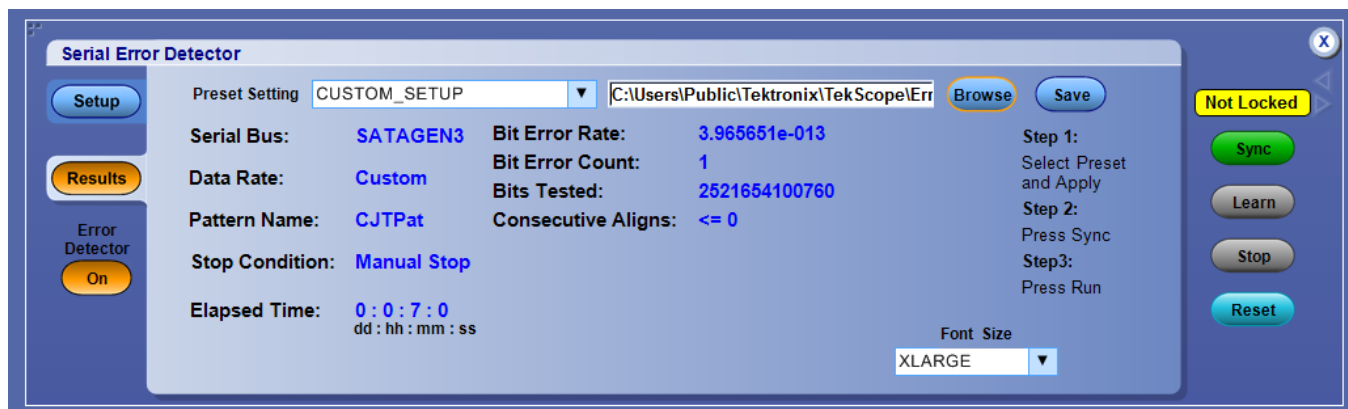 Serial Error Detector
X
Setup
Preset Setting CUSTOM_SETUP C:\Users\Public\Tektronix\TekScope\Err Browse Save
Not Locked
Results
Error
Detector
On
Serial Bus: SATAGEN3
Data Rate: Custom
Pattern Name: CJTPat
Stop Condition: Manual Stop
Elapsed Time: 0 : 0 : 7 : 0
dd : hh : mm : ss
Bit Error Rate: 3.965651e-013
Bit Error Count: 1
Bits Tested: 2521654100760
Consecutive Aligns: <= 0
Step 1:
Select Preset
and Apply
Step 2:
Press Sync
Step3:
Press Run
Font Size
XLARGE
Sync
Learn
Stop
Reset